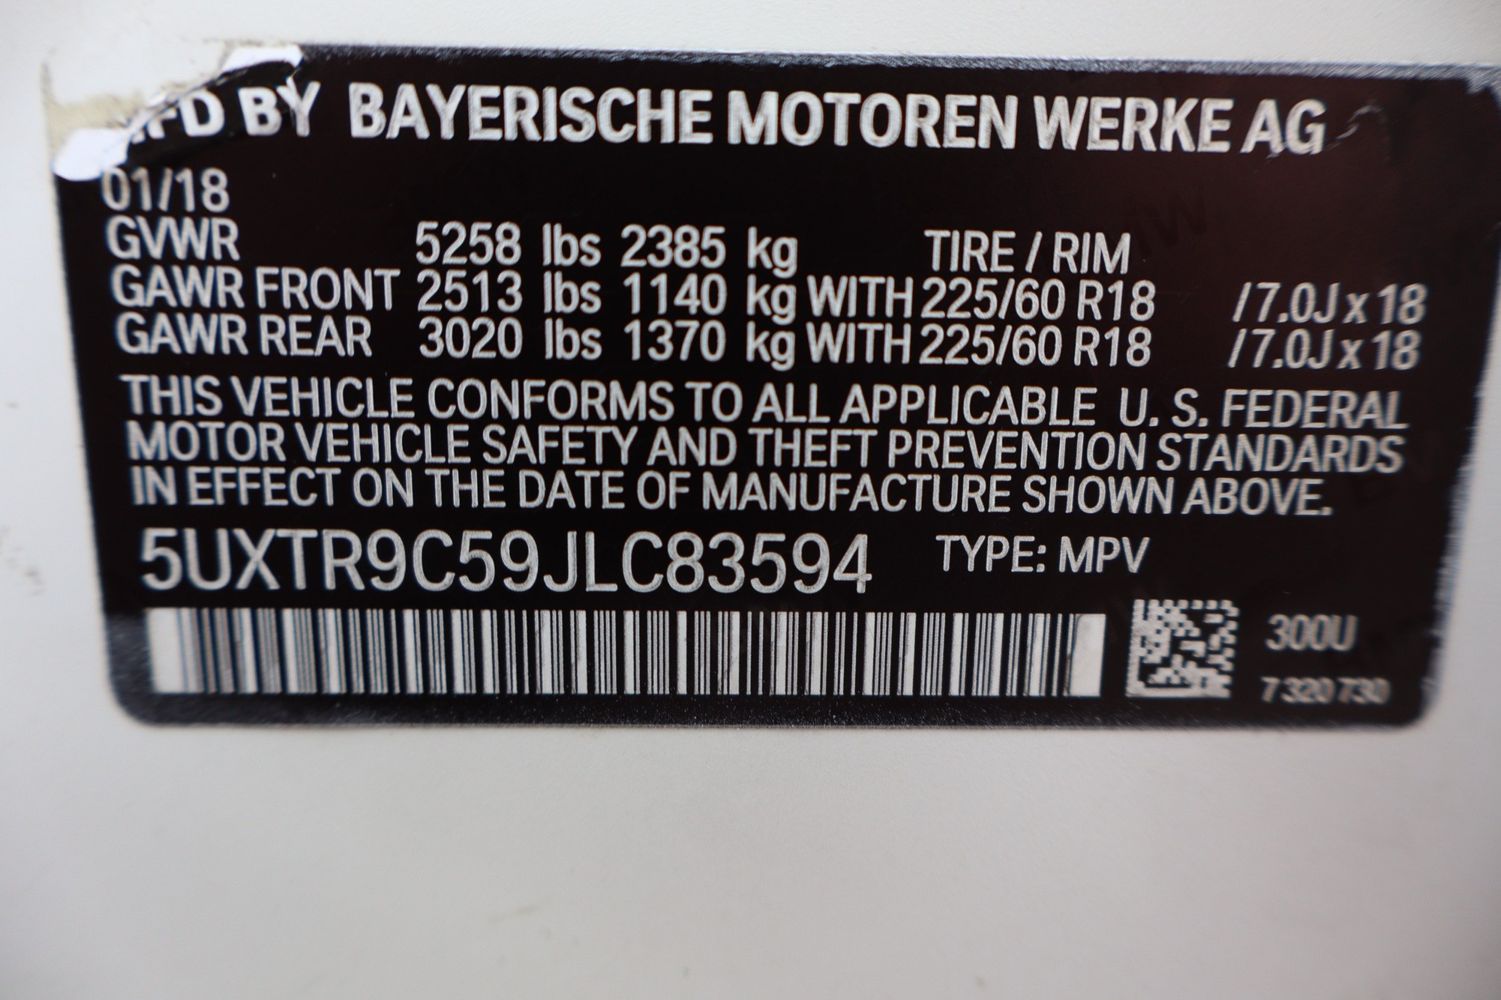 MFD BY BAYERISCHE MOTOREN WERKE AG
01/18
GVWR 5258 lbs 2385 kg TIRE / RIM
GAWR FRONT 2513 lbs 1140 kg WITH 225/60 R18 /7.0J x 18
GAWR REAR 3020 lbs 1370 kg WITH 225/60 R18 /7.0J x 18
THIS VEHICLE CONFORMS TO ALL APPLICABLE U. S. FEDERAL
MOTOR VEHICLE SAFETY AND THEFT PREVENTION STANDARDS
IN EFFECT ON THE DATE OF MANUFACTURE SHOWN ABOVE.
5UXTR9C59JLC83594 TYPE: MPV
300U
7 320 730